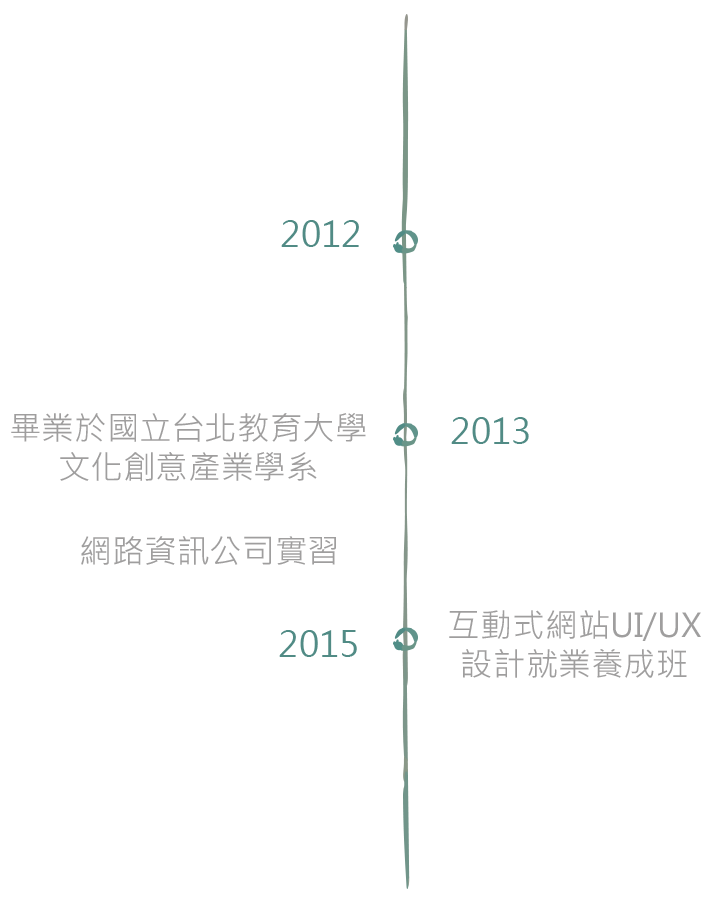 2012
畢業於國立台北教育大學
文化創意產業學系
2013
網路資訊公司實習
2015
互動式網站UI/UX
設計就業養成班